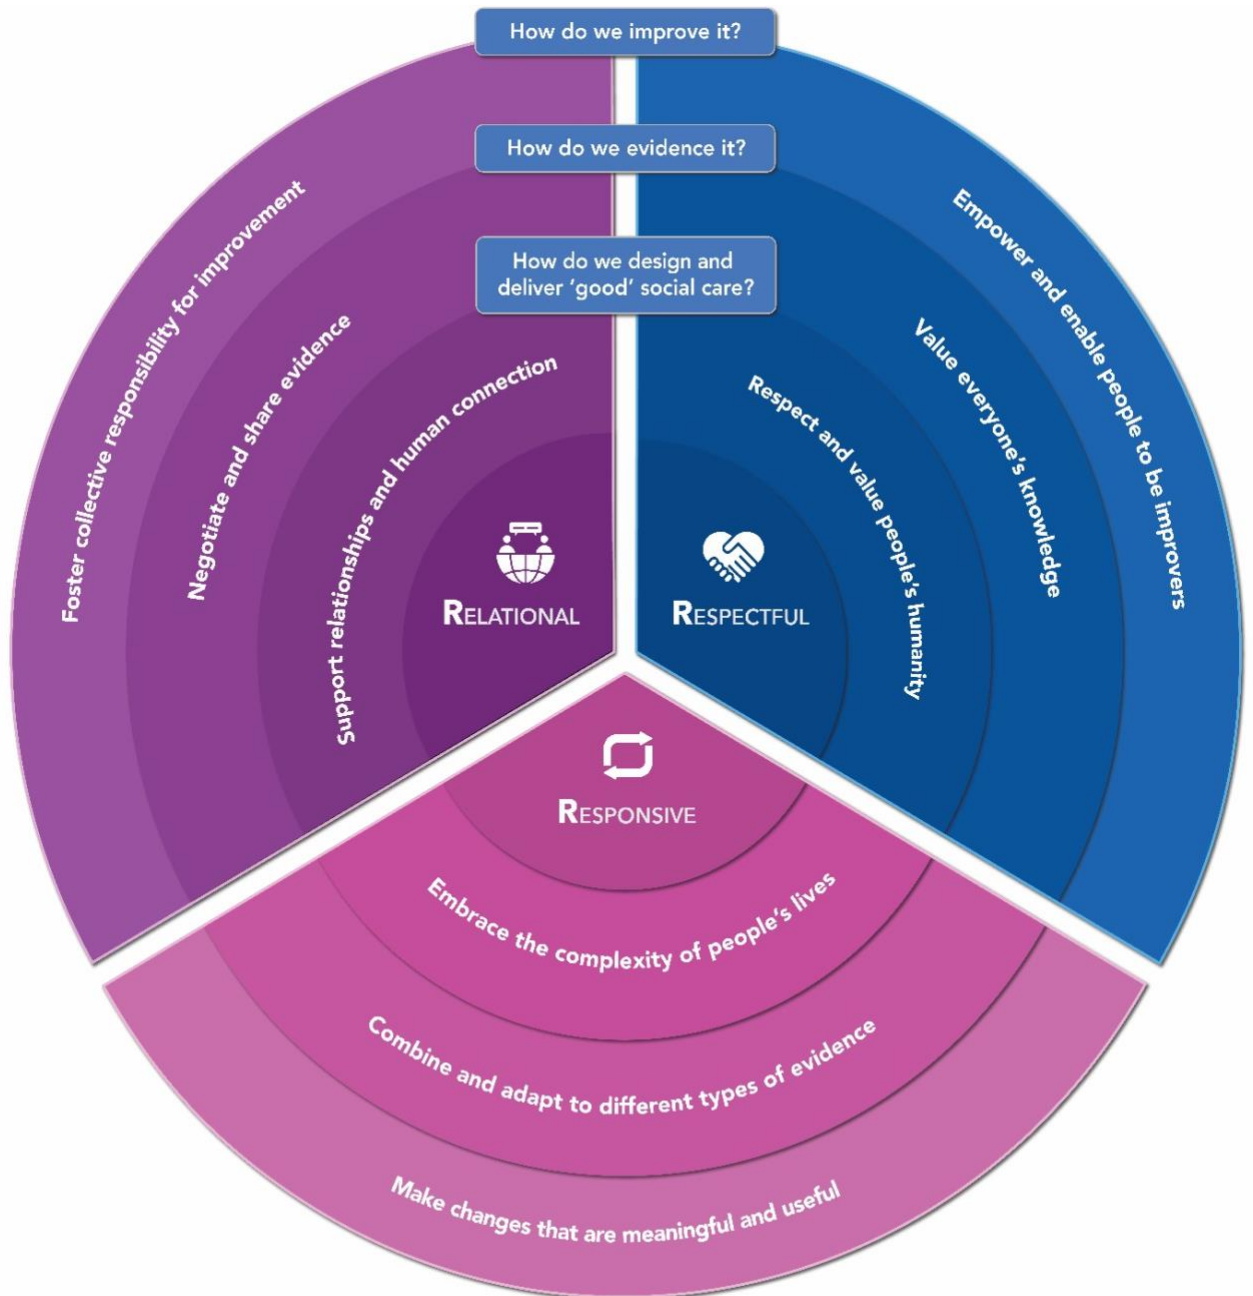 How do we improve it?
How do we evidence it?
How do we design and
deliver ‘good’ social care?
Foster collective responsibility for improvement
Negotiate and share evidence
Support relationships and human connection
RELATIONAL
Empower and enable people to be improvers
Value everyone’s knowledge
Respect and value people’s humanity
RESPECTFUL
RESPONSIVE
Embrace the complexity of people’s lives
Combine and adapt to different types of evidence
Make changes that are meaningful and useful